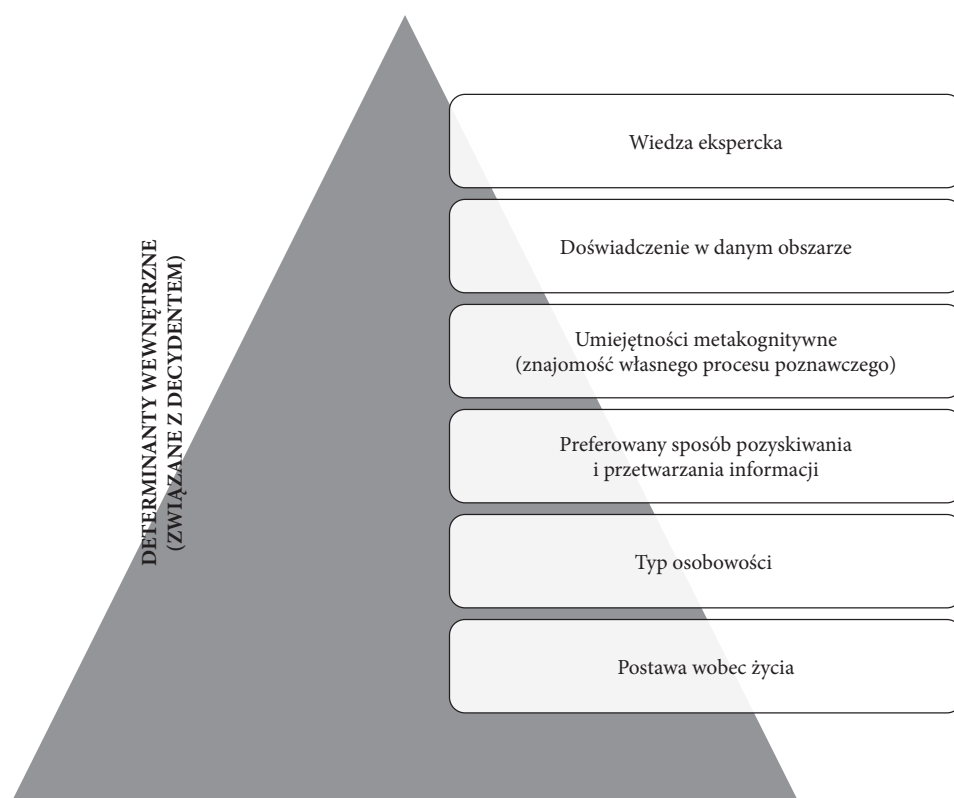 DETERMINANTY WEWNĘTRZNE
(ZWIĄZANE Z DECYDENTEM)
Wiedza ekspercka
Doświadczenie w danym obszarze
Umiejętności metakognitywne
(znajomość własnego procesu poznawczego)
Preferowany sposób pozyskiwania
i przetwarzania informacji
Typ osobowości
Postawa wobec życia